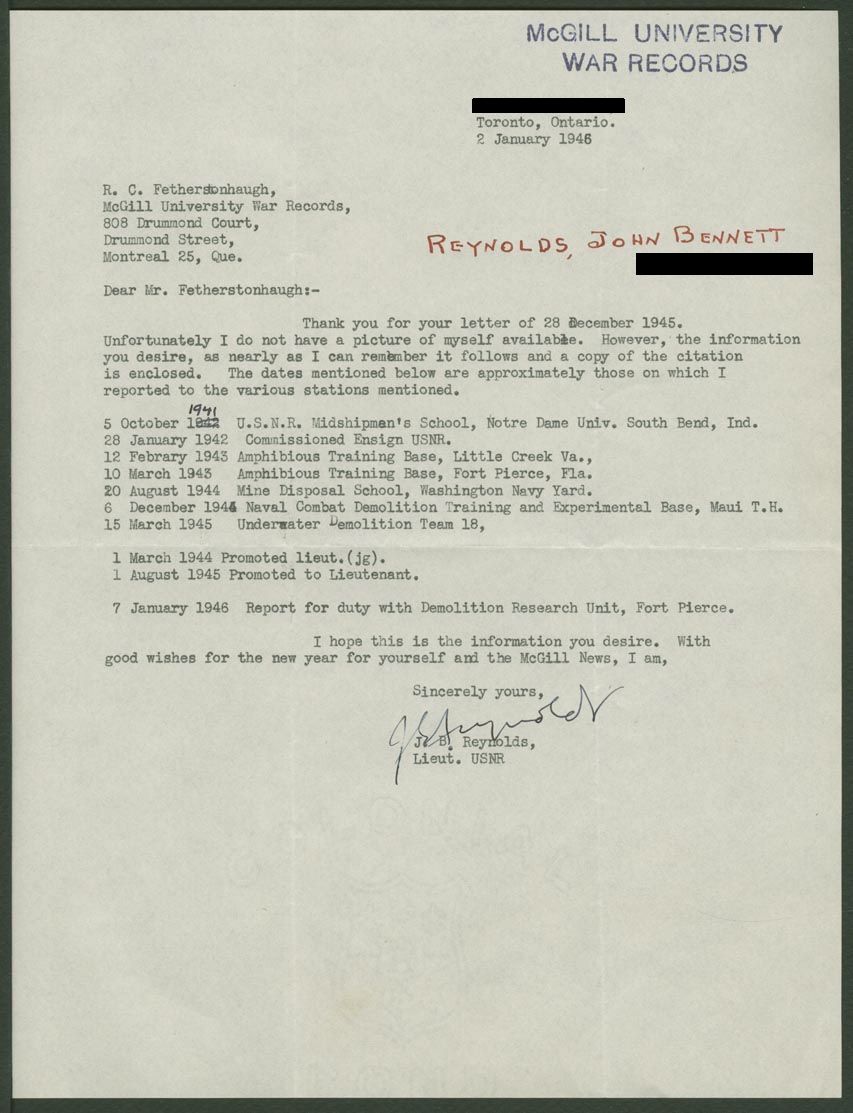 McGILL UNIVERSITY
WAR RECORDS
Toronto, Ontario.
2 January 1946
R. C. Fetherstonhaugh,
McGill University War Records,
808 Drummond Court,
Drummond Street,
Montreal 25, Que.
REYNOLDS, JOHN BENNETT
Dear Mr. Fetherstonhaugh:-
Thank you for your letter of 28 December 1945.
Unfortunately I do not have a picture of myself available. However, the information
you desire, as nearly as I can remember it follows and a copy of the citation
is enclosed. The dates mentioned below are approximately those on which I
reported to the various stations mentioned.
1941
5 October 1942 U.S.N.R. Midshipman's School, Notre Dame Univ. South Bend, Ind.
28 January 1942 Commissioned Ensign USNR.
12 Febrary 1943 Amphibious Training Base, Little Creek Va.,
10 March 1943 Amphibious Training Base, Fort Pierce, Fla.
20 August 1944 Mine Disposal School, Washington Navy Yard.
6 December 1944 Naval Combat Demolition Training and Experimental Base, Maui T.H.
15 March 1945 Underwater Demolition Team 18,
1 March 1944 Promoted lieut.(jg).
1 August 1945 Promoted to Lieutenant.
7 January 1946 Report for duty with Demolition Research Unit, Fort Pierce.
I hope this is the information you desire. With
good wishes for the new year for yourself and the McGill News, I am,
Sincerely yours,
J B Reynolds
J. B. Reynolds,
Lieut. USNR